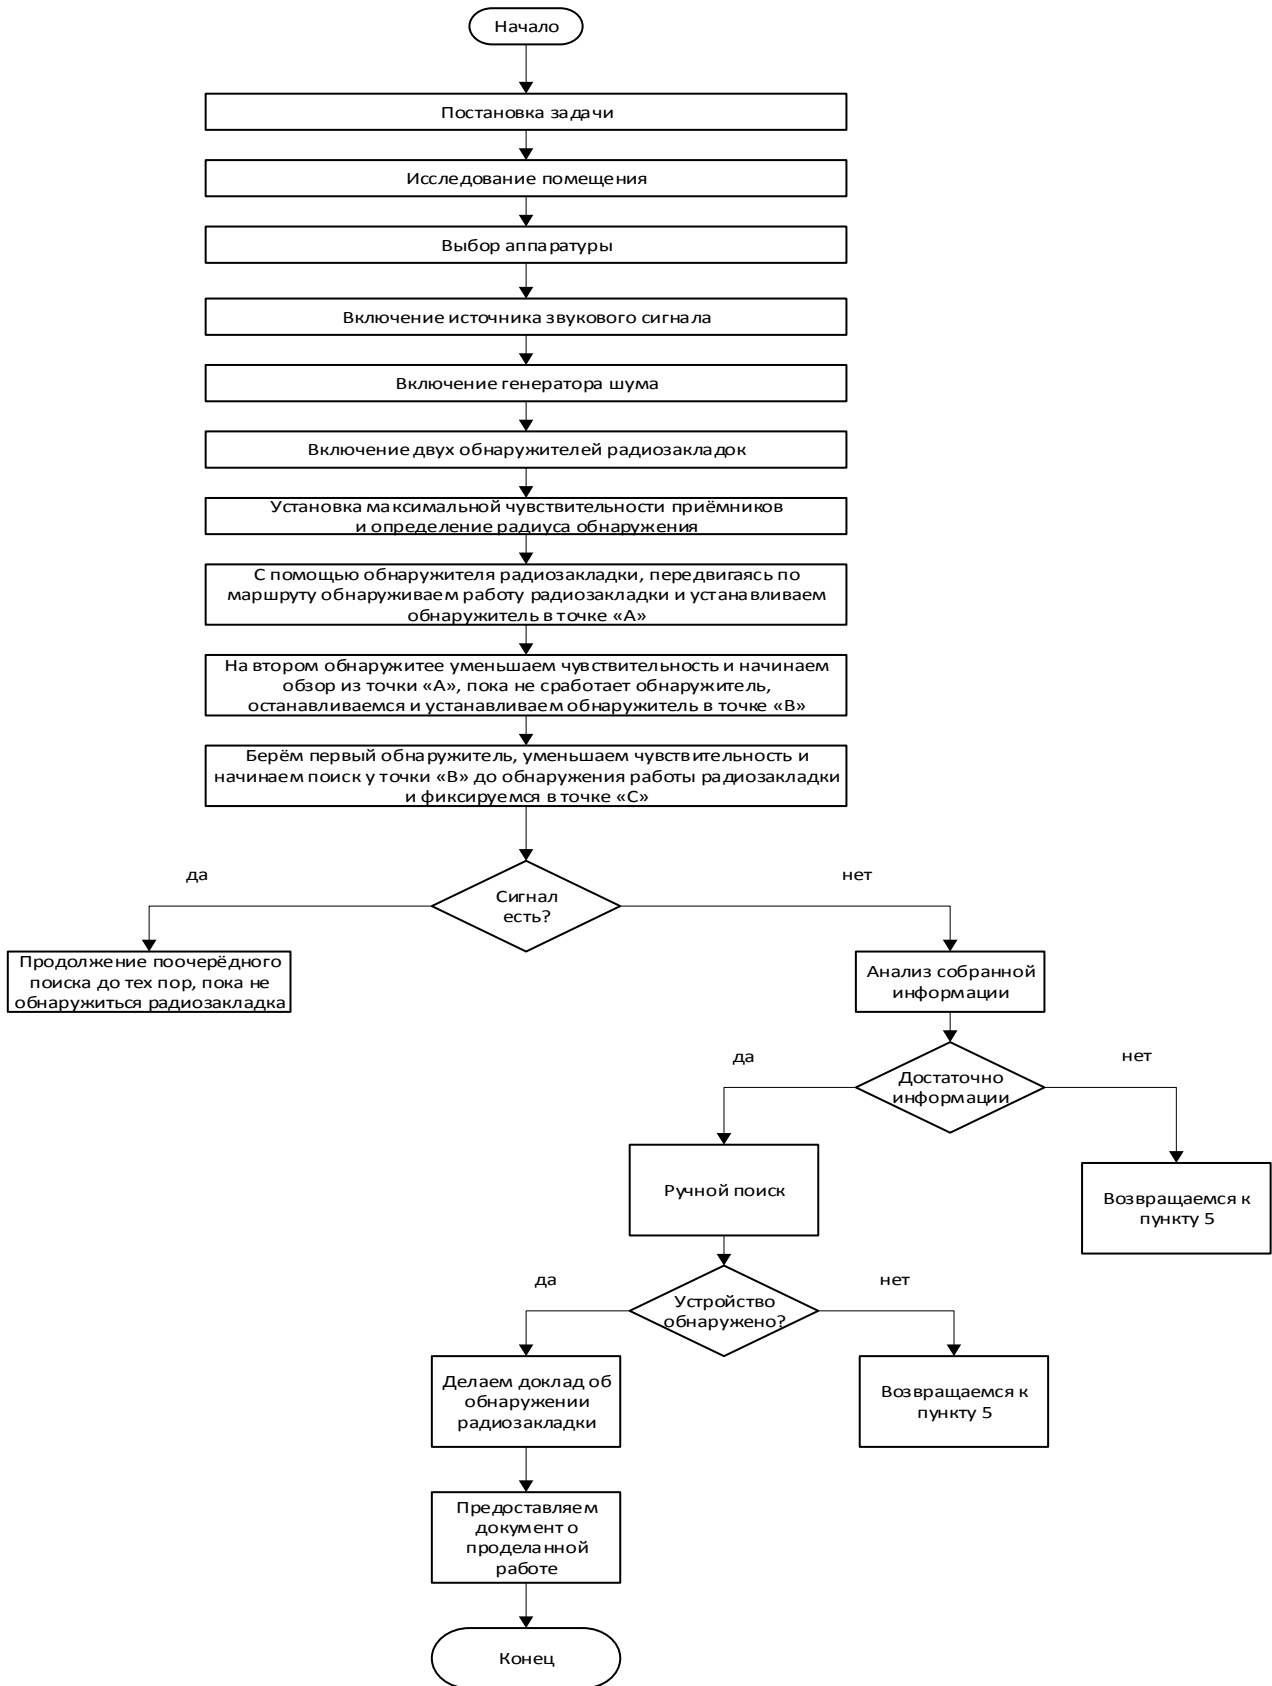 Начало
Постановка задачи
Исследование помещения
Выбор аппаратуры
Включение источника звукового сигнала
Включение генератора шума
Включение двух обнаружителей радиозакладок
Установка максимальной чувствительности приёмников
и определение радиуса обнаружения
С помощью обнаружителя радиозакладки, передвигаясь по
маршруту обнаруживаем работу радиозакладки и устанавливаем
обнаружитель в точке «А»
На втором обнаружитее уменьшаем чувствительность и начинаем
обзор из точки «А», пока не сработает обнаружитель,
останавливаемся и устанавливаем обнаружитель в точке «В»
Берём первый обнаружитель, уменьшаем чувствительность и
начинаем поиск у точки «В» до обнаружения работы радиозакладки
и фиксируемся в точке «С»
да
нет
Сигнал
есть?
Продолжение поочерёдного
поиска до тех пор, пока не
обнаружиться радиозакладка
Анализ собранной
информации
да
нет
Достаточно
информации
Ручной поиск
Возвращаемся к
пункту 5
да
нет
Устройство
обнаружено?
Делаем доклад об
обнаружении
радиозакладки
Возвращаемся к
пункту 5
Предоставляем
документ о
проделанной
работе
Конец